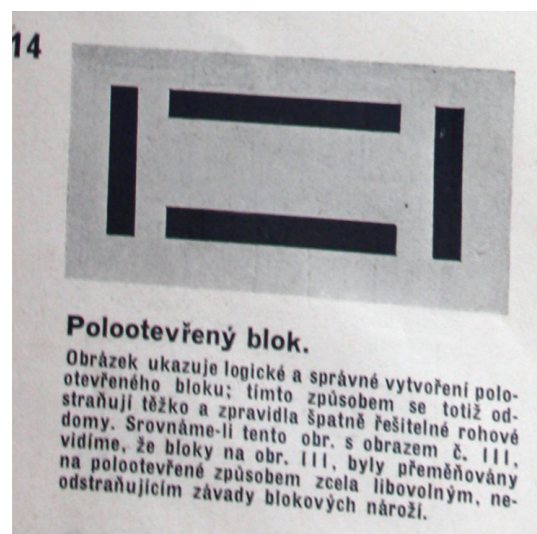 14
Polootevřený blok.
Obrázek ukazuje logické a správné vytvoření polo-
otevřeného bloku; tímto způsobem se totiž od-
straňují těžko a zpravidla špatně řešitelné rohové
domy. Srovnáme-li tento obr. s obrazem č. III,
vidíme, že bloky na obr. III, byly přeměňovány
na polootevřené způsobem zcela libovolným, ne-
odstraňujícím závady blokových nároží.